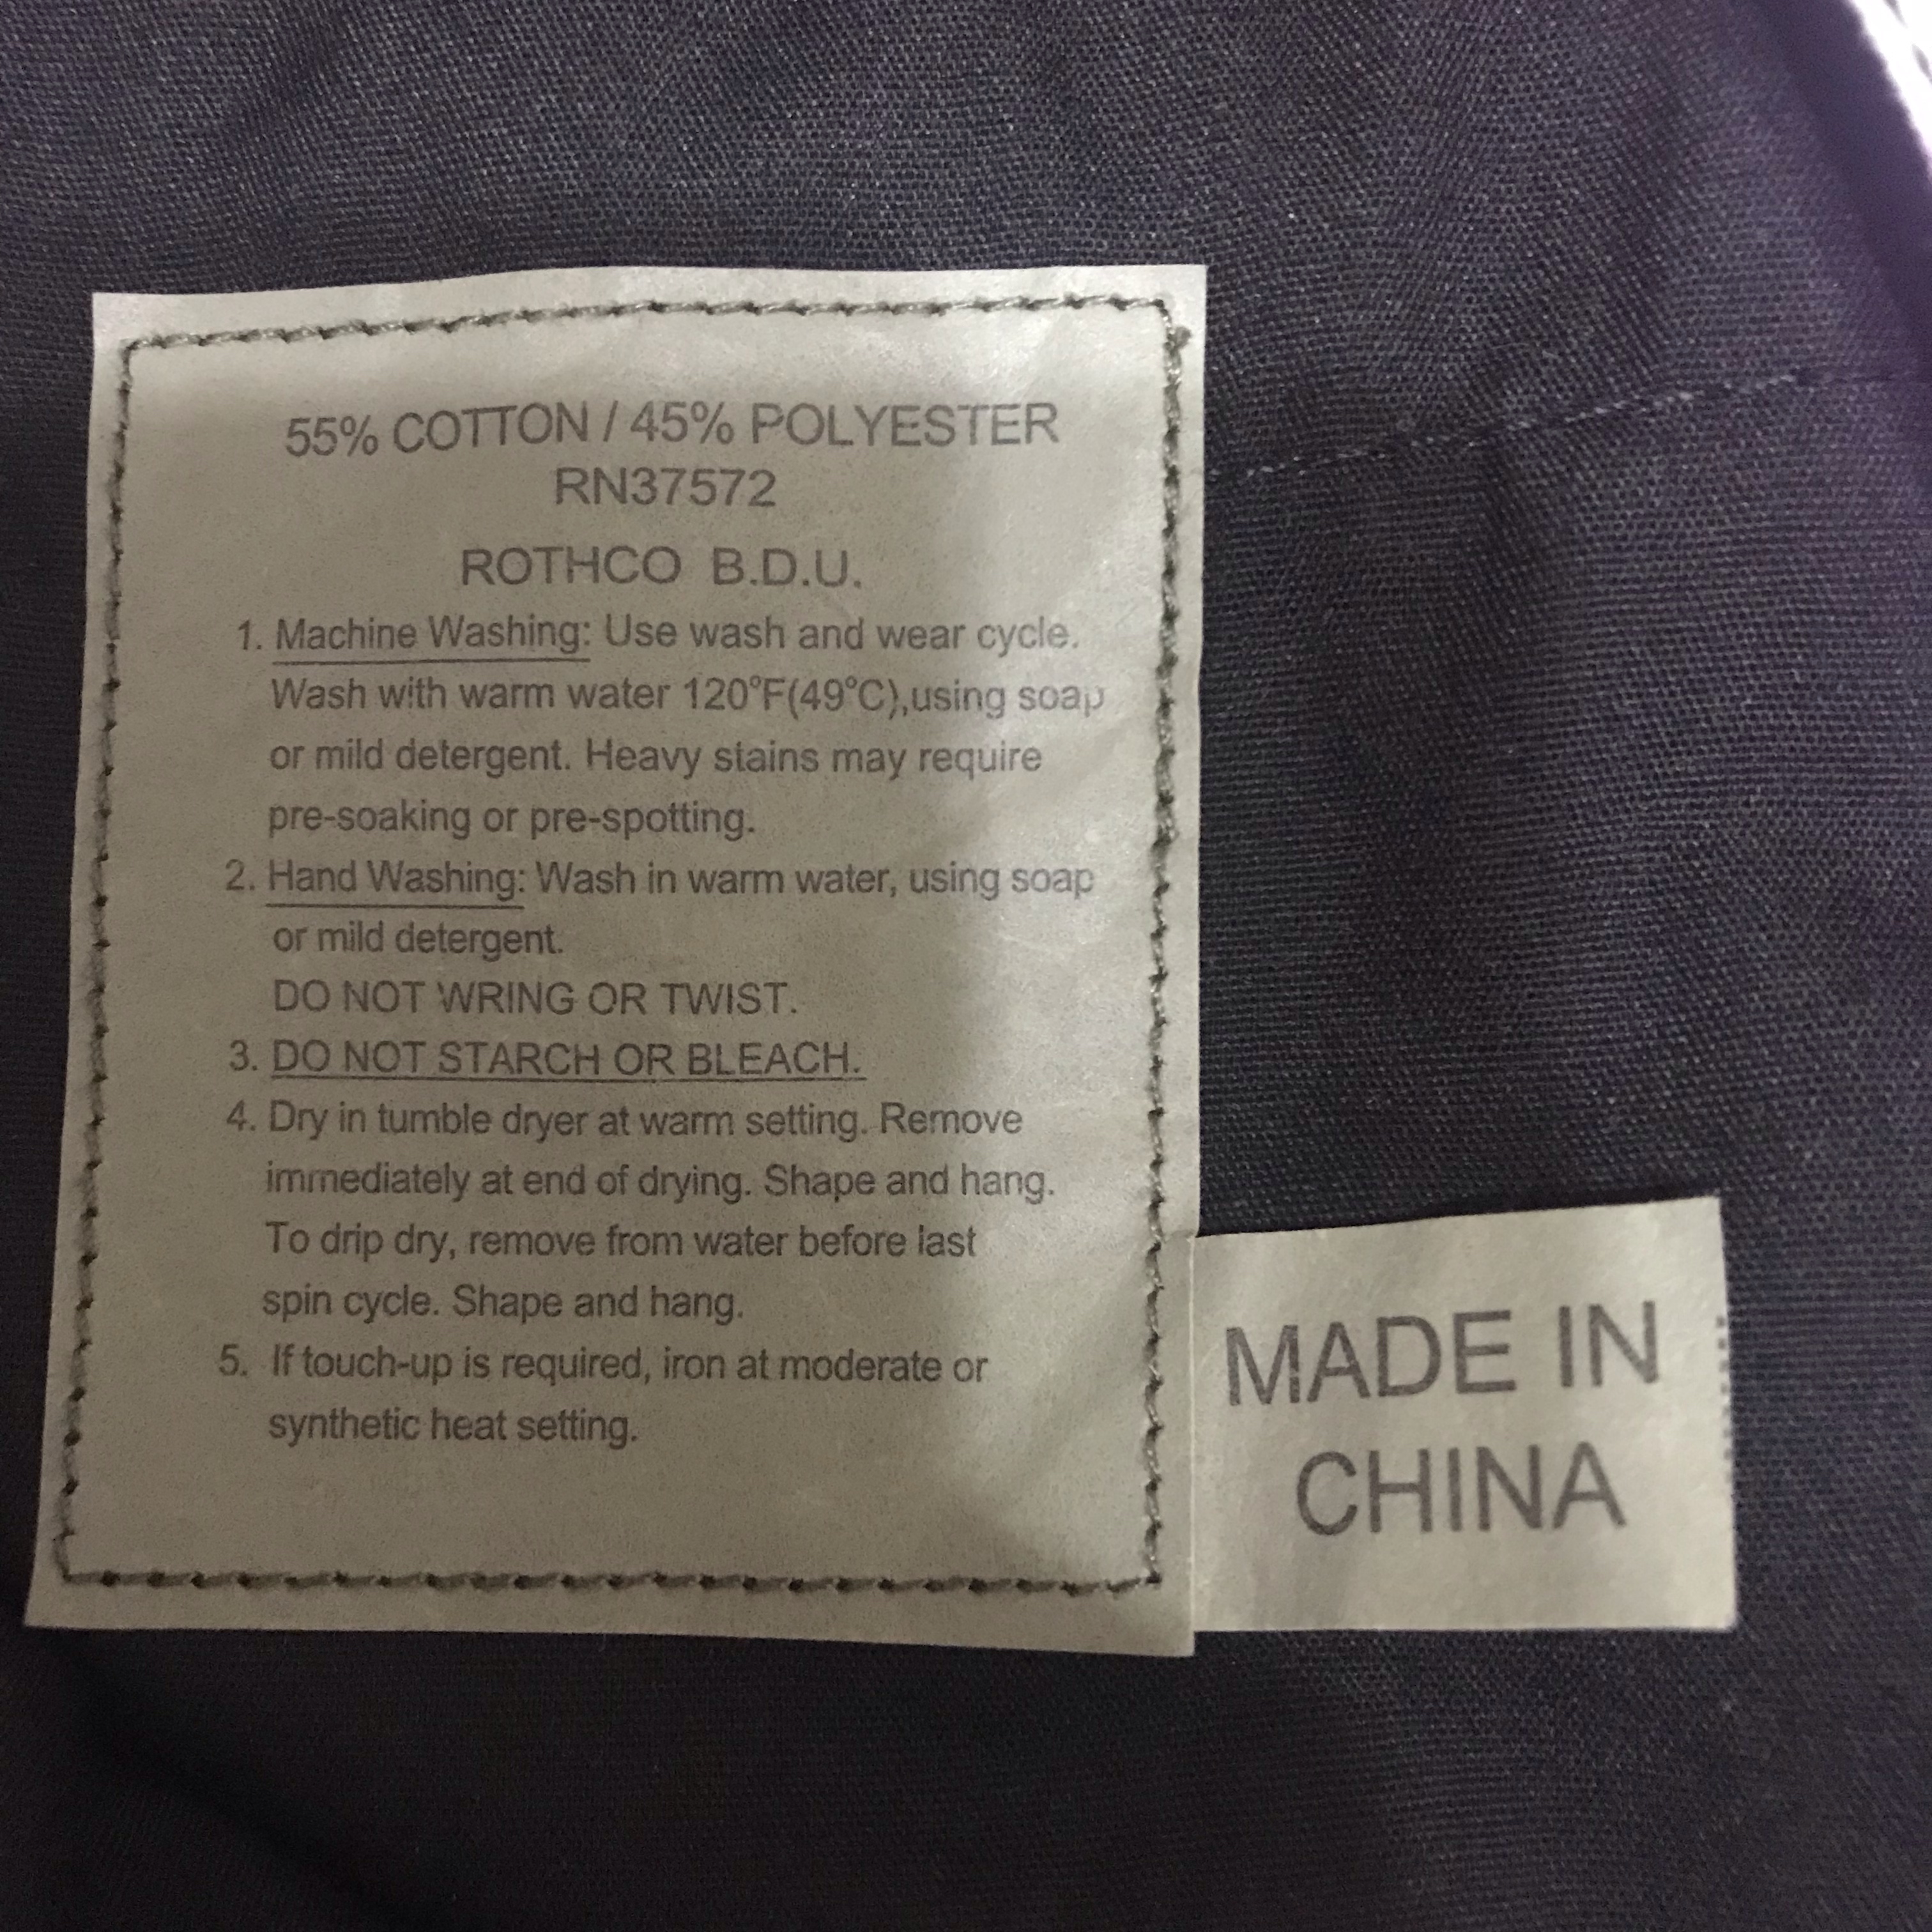 55% COTTON / 45% POLYESTER
RN37572
ROTHCO B.D.U.
1. Machine Washing: Use wash and wear cycle.
Wash with warm water 120°F(49°C),using soap
or mild detergent. Heavy stains may require
pre-soaking or pre-spotting.
2. Hand Washing: Wash in warm water, using soap
or mild detergent.
DO NOT WRING OR TWIST.
3. DO NOT STARCH OR BLEACH.
4. Dry in tumble dryer at warm setting. Remove
immediately at end of drying. Shape and hang.
To drip dry, remove from water before last
spin cycle. Shape and hang.
5. If touch-up is required, iron at moderate or
synthetic heat setting.
MADE IN
CHINA